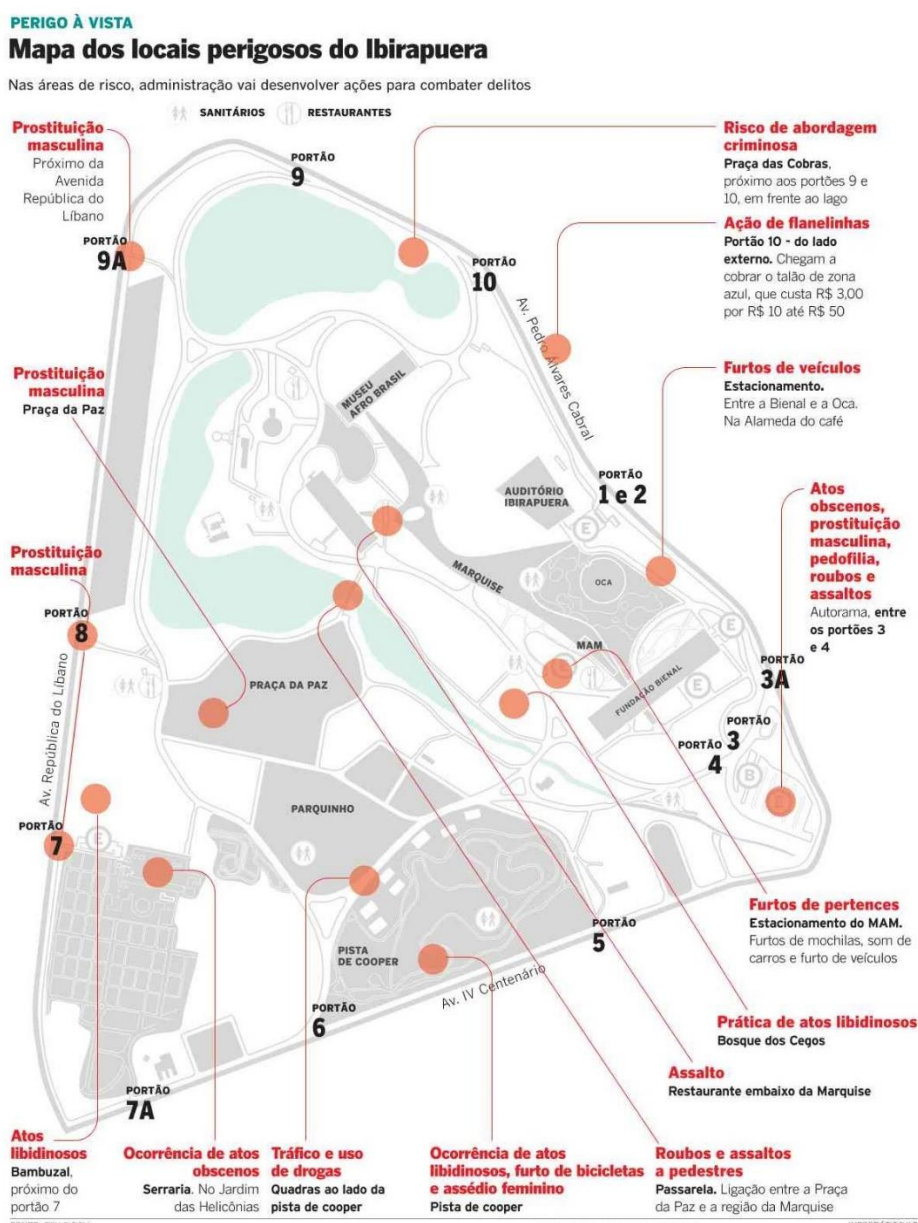 PERIGO À VISTA
Mapa dos locais perigosos do Ibirapuera
Nas áreas de risco, administração vai desenvolver ações para combater delitos
SANITÁRIOS
RESTAURANTES
Prostituição
masculina
Próximo da
Avenida
República do
Líbano
PORTÃO
9
PORTÃO
9A
PORTÃO
10
Risco de abordagem
criminosa
Praça das Cobras,
próximo aos portões 9 e
10, em frente ao lago
Ação de flanelinhas
Portão 10 - do lado
externo. Chegam a
cobrar o talão de zona
azul, que custa R$ 3,00
por R$ 10 até R$ 50
Av. Pedro Álvares Cabral
Prostituição
masculina
Praça da Paz
MUSEU
AFRO BRASIL
Furtos de veículos
Estacionamento.
Entre a Bienal e a Oca.
Na Alameda do café
PORTÃO
1 e 2
AUDITÓRIO
IBIRAPUERA
E
Atos
obscenos,
prostituição
masculina,
pedofilia,
roubos e
assaltos
Autorama, entre
os portões 3
e 4
Prostituição
masculina
PORTÃO
8
MARQUISE
OCA
MAM
E
FUNDAÇÃO BIENAL
E
PORTÃO
3A
PORTÃO
3
PORTÃO
4
B
Av. República do Líbano
PRAÇA DA PAZ
PARQUINHO
PORTÃO
7
E
PISTA
DE COOPER
PORTÃO
5
Av. IV Centenário
PORTÃO
6
PORTÃO
7A
Furtos de pertences
Estacionamento do MAM.
Furtos de mochilas, som de
carros e furto de veículos
Prática de atos libidinosos
Bosque dos Cegos
Assalto
Restaurante embaixo da Marquise
Atos
libidinosos
Bambuzal,
próximo do
portão 7
Ocorrência de atos
obscenos
Serraria. No Jardim
das Helicônias
Tráfico e uso
de drogas
Quadras ao lado da
pista de cooper
Ocorrência de atos
libidinosos, furto de bicicletas
e assédio feminino
Pista de cooper
Roubos e assaltos
a pedestres
Passarela. Ligação entre a Praça
da Paz e a região da Marquise